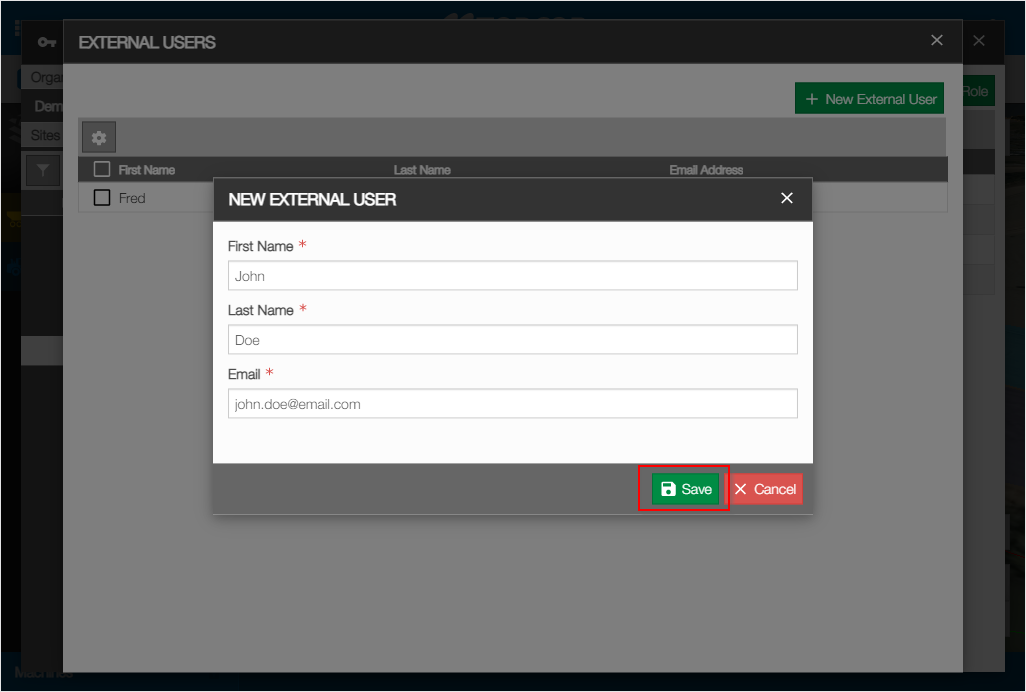 EXTERNAL USERS
Orga
Role
+ New External User
Dem
Sites
First Name Last Name Email Address
Fred
NEW EXTERNAL USER
First Name *
John
Last Name *
Doe
Email *
john.doe@email.com
Save Cancel
Machines